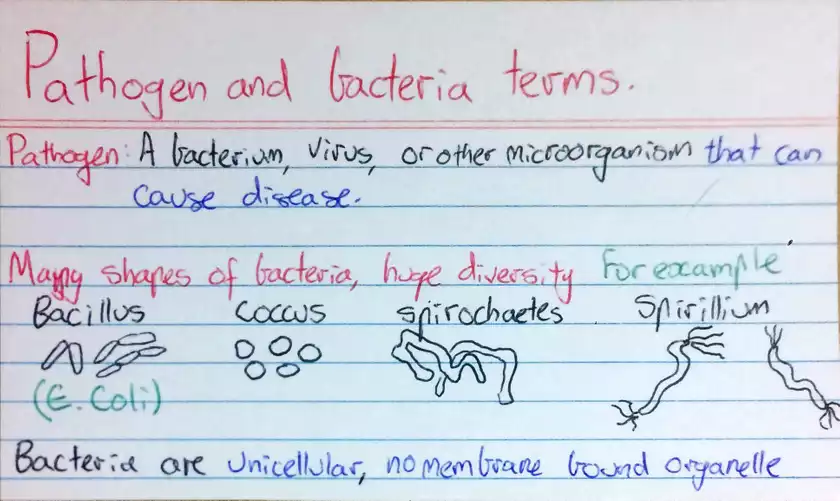 Pathogen and bacteria terms.
Pathogen: A bacterium, virus, or other microorganism that can
cause disease.
Many shapes of bacteria, huge diversity For example
Bacillus coccus spirochaetes Spirillium
(E. Coli)
Bacteria are unicellular, no membrane bound organelle